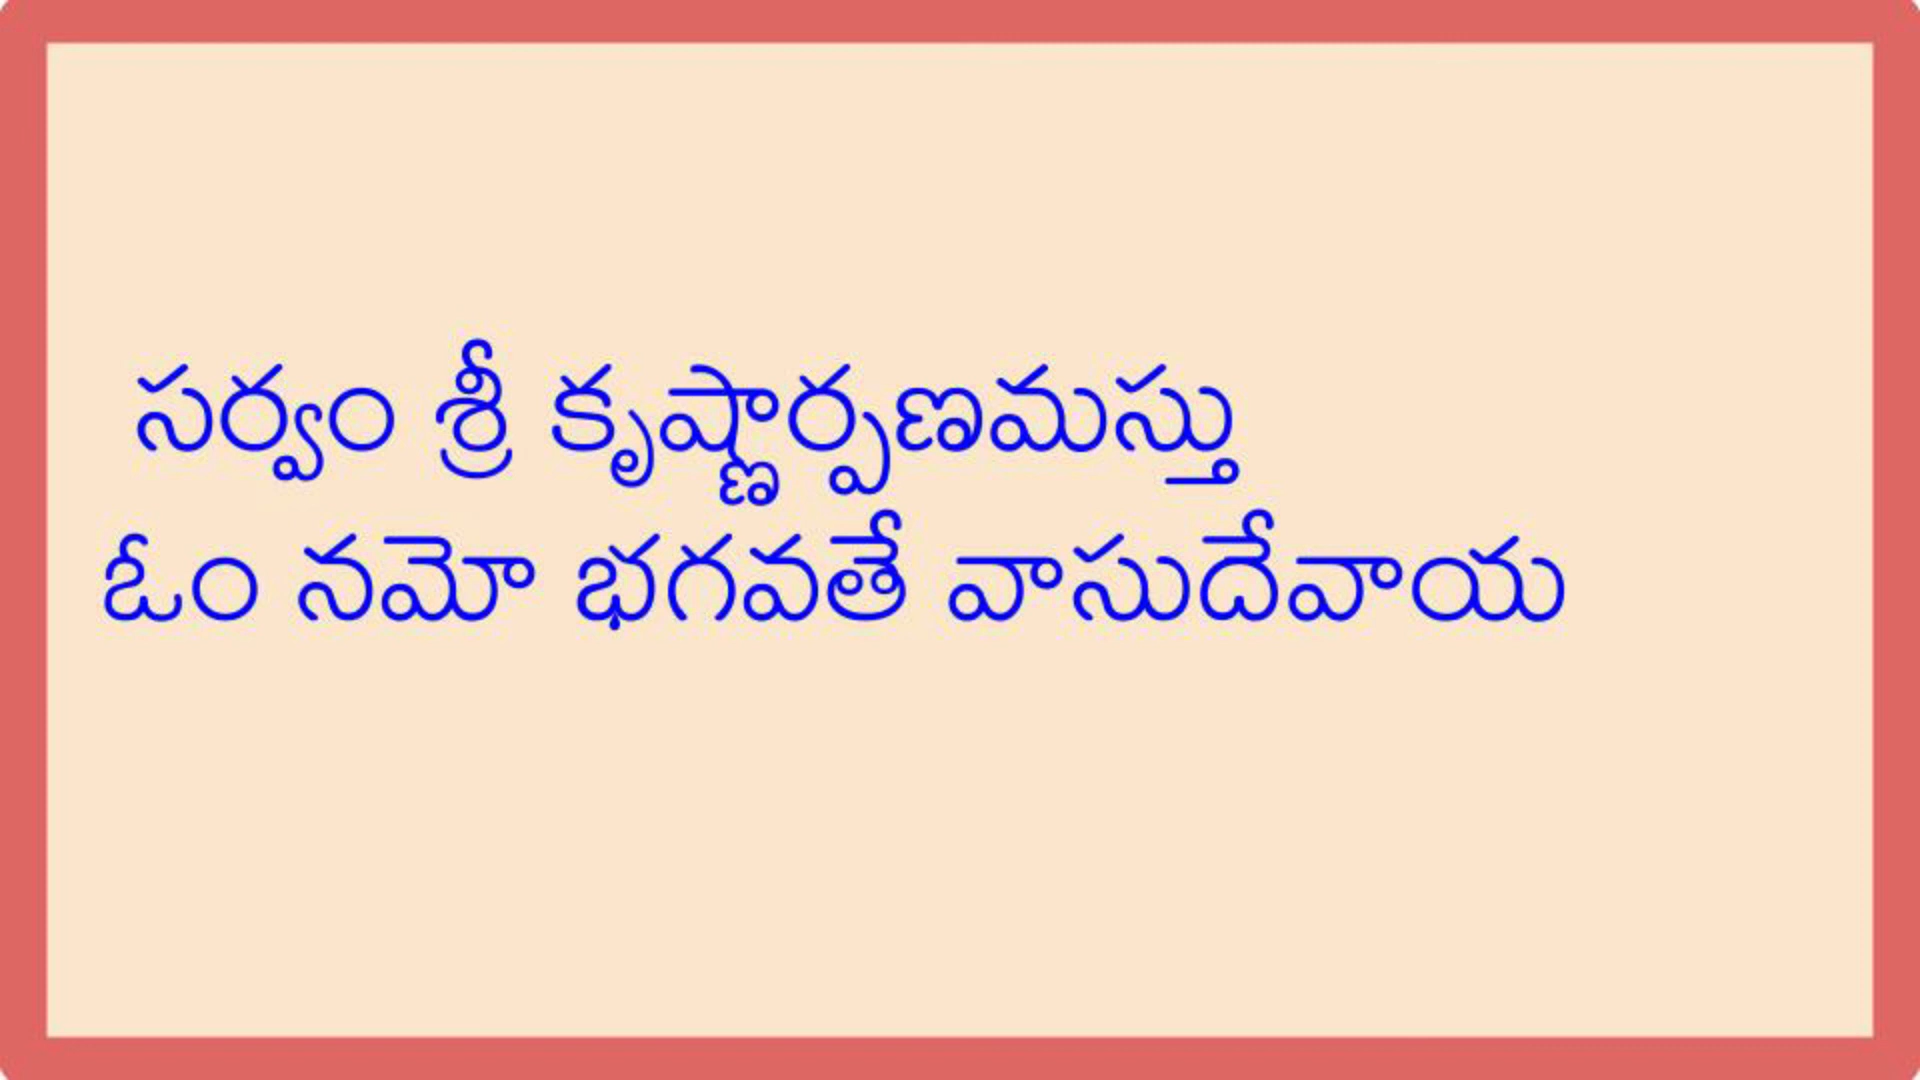 సర్వం శ్రీ కృష్ణార్పణమస్తు
ఓం నమో భగవతే వాసుదేవాయ